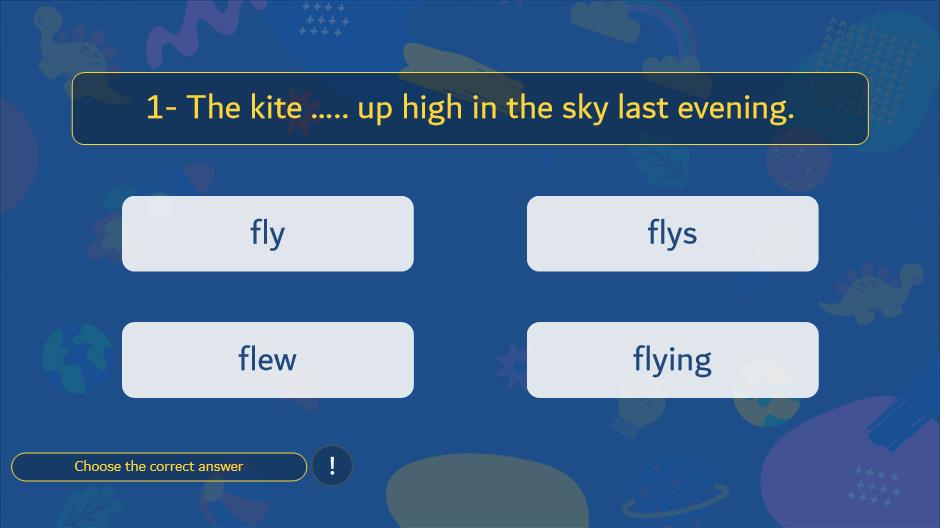 1- The kite ..... up high in the sky last evening.
fly
flys
flew
flying
Choose the correct answer
!